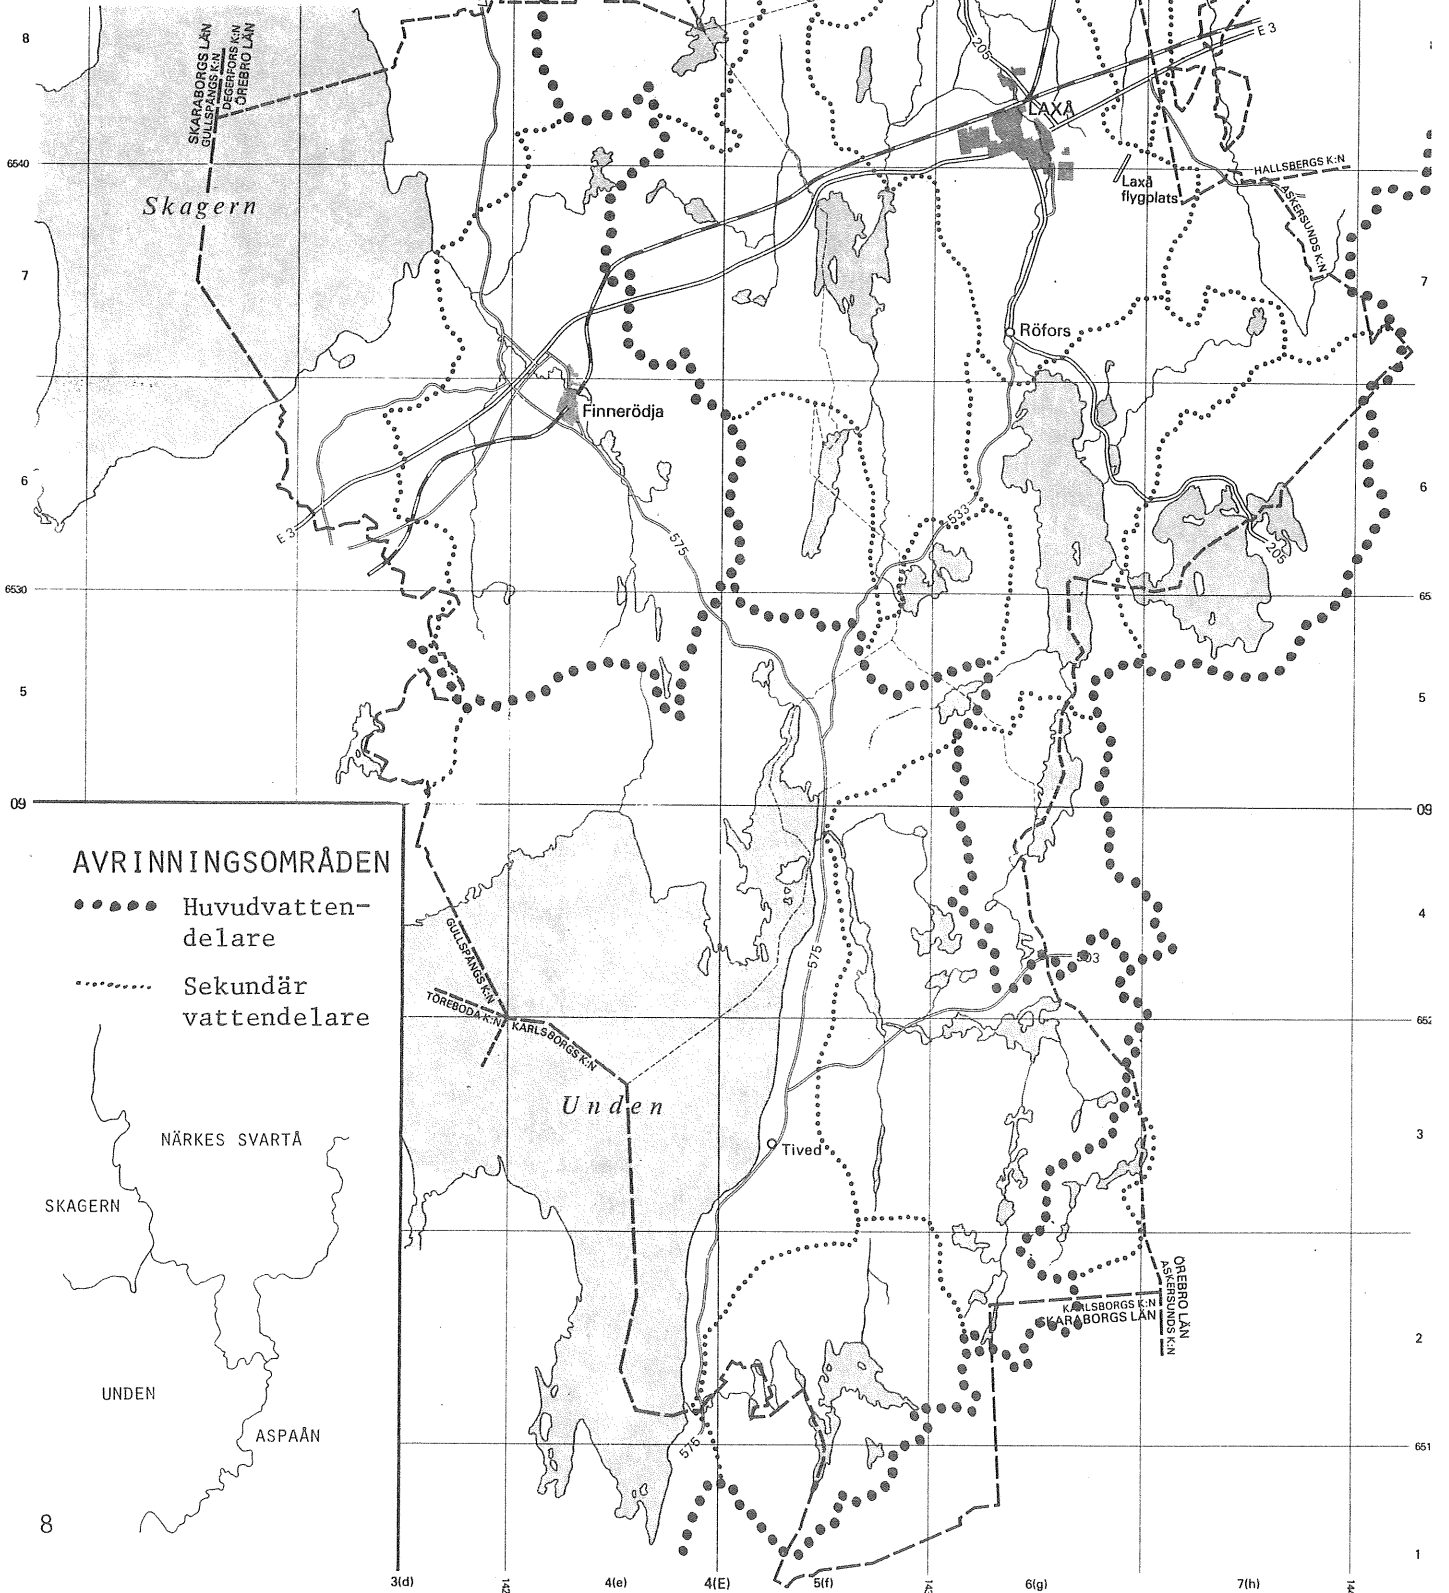 8
SKARABORGS LÄN
GULLSPÅNGS K:N
DEGERFORS K:N
ÖREBRO LÄN
205
E 3
LAXÅ
6540
HALLSBERGS K:N
Laxå
flygplats
ASKERSUNDS K:N
Skagern
7
7
Röfors
Finnerödja
6
6
E 3
533
575
205
6530
65
5
5
09
09
AVRINNINGSOMRÅDEN
Huvudvatten-
delare
Sekundär
vattendelare
4
GULLSPÅNGS K:N
575
TÖREBODA K:N
KARLSBORGS K:N
Unden
NÄRKES SVARTÅ
3
Tived
SKAGERN
ÖREBRO LÄN
ASKERSUNDS K:N
KARLSBORGS K:N
SKARABORGS LÄN
2
UNDEN
ASPAÅN
575
651
8
1
3(d)
4(e)
4(E)
5(f)
6(g)
7(h)